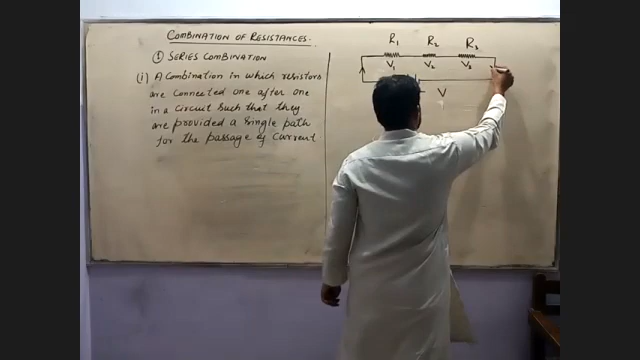 COMBINATION OF RESISTANCES
① SERIES COMBINATION
(i) A Combination in which resistors
are connected one after one
in a circuit such that they
are provided a single path
for the passage of current
R₁ R₂ R₃
V₁ V₂ V₃
V